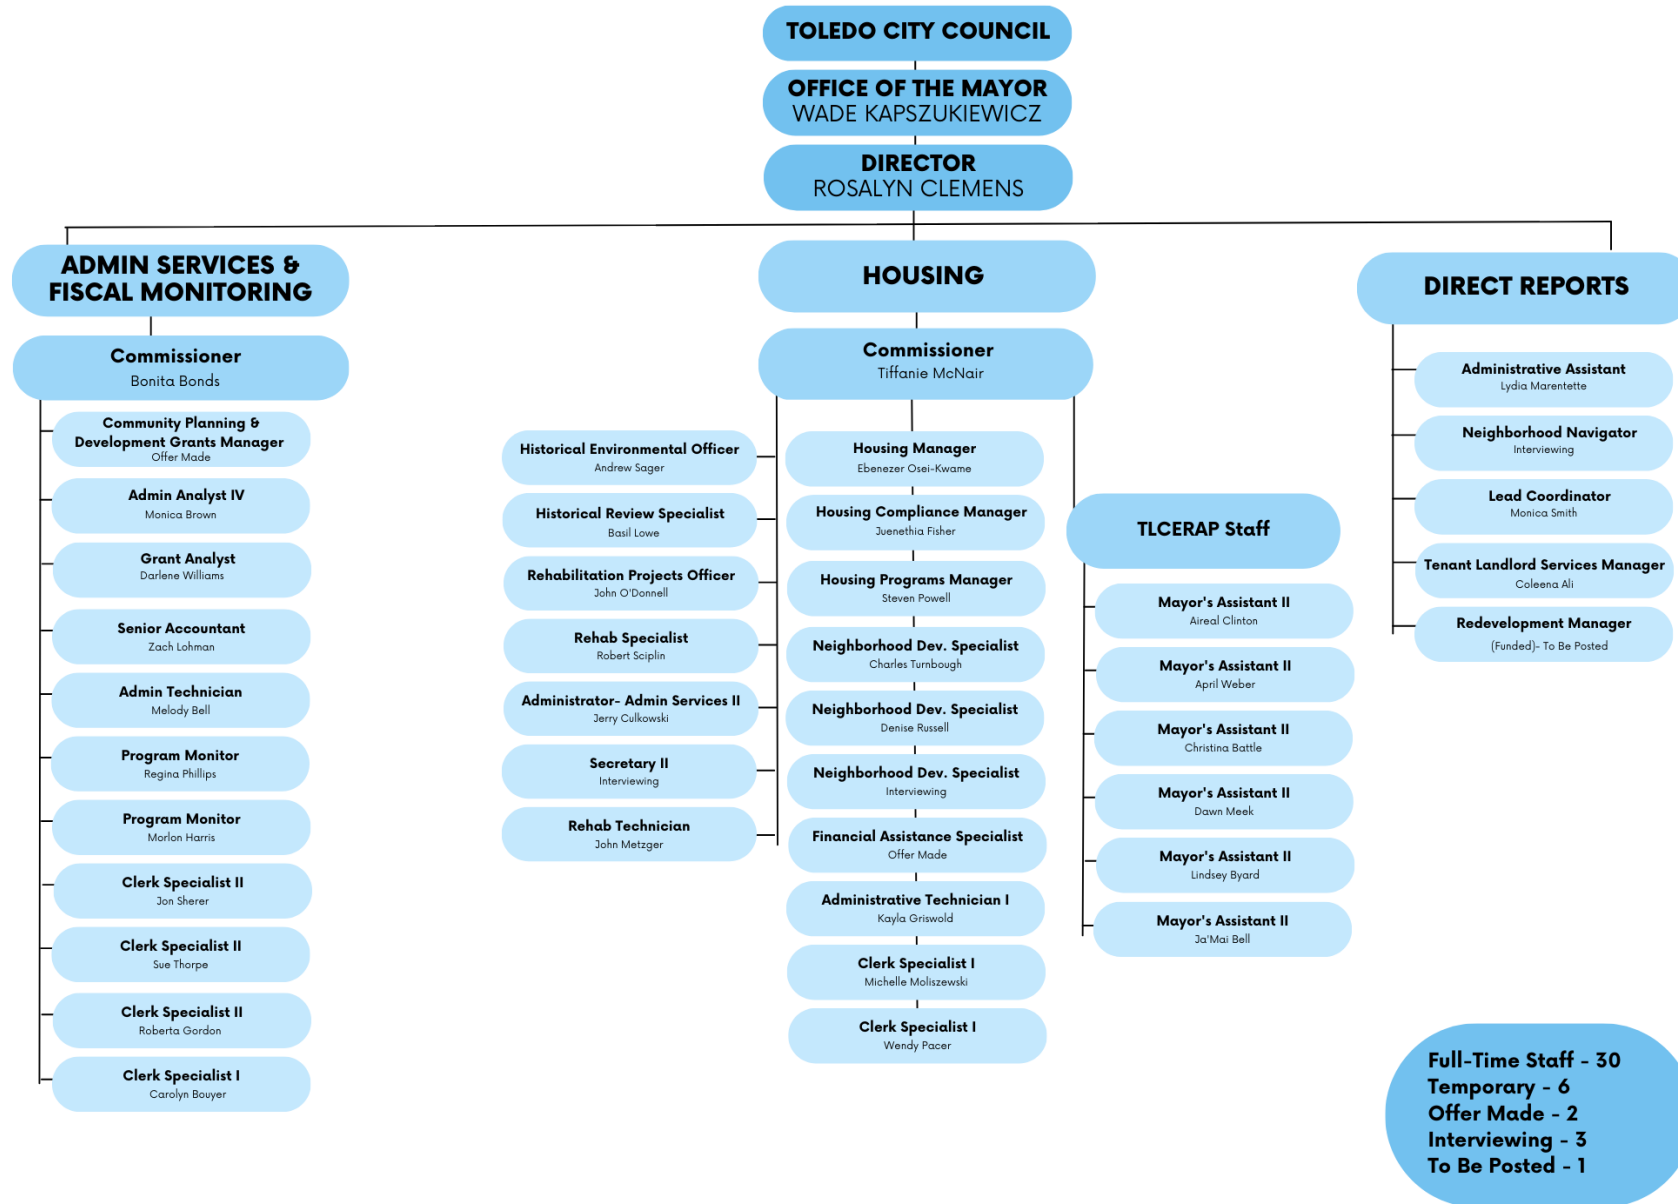 TOLEDO CITY COUNCIL
OFFICE OF THE MAYOR
WADE KAPSZUKIEWICZ
DIRECTOR
ROSALYN CLEMENS
ADMIN SERVICES &
FISCAL MONITORING
Commissioner
Bonita Bonds
Community Planning &
Development Grants Manager
Offer Made
Admin Analyst IV
Monica Brown
Grant Analyst
Darlene Williams
Senior Accountant
Zach Lohman
Admin Technician
Melody Bell
Program Monitor
Regina Phillips
Program Monitor
Morlon Harris
Clerk Specialist II
Jon Sherer
Clerk Specialist II
Sue Thorpe
Clerk Specialist II
Roberta Gordon
Clerk Specialist I
Carolyn Bouyer
HOUSING
Commissioner
Tiffanie McNair
Historical Environmental Officer
Andrew Sager
Historical Review Specialist
Basil Lowe
Rehabilitation Projects Officer
John O'Donnell
Rehab Specialist
Robert Sciplin
Administrator- Admin Services II
Jerry Culkowski
Secretary II
Interviewing
Rehab Technician
John Metzger
Housing Manager
Ebenezer Osei-Kwame
Housing Compliance Manager
Juenethia Fisher
Housing Programs Manager
Steven Powell
Neighborhood Dev. Specialist
Charles Turnbough
Neighborhood Dev. Specialist
Denise Russell
Neighborhood Dev. Specialist
Interviewing
Financial Assistance Specialist
Offer Made
Administrative Technician I
Kayla Griswold
Clerk Specialist I
Michelle Moliszewski
Clerk Specialist I
Wendy Pacer
TLCERAP Staff
Mayor's Assistant II
Aireal Clinton
Mayor's Assistant II
April Weber
Mayor's Assistant II
Christina Battle
Mayor's Assistant II
Dawn Meek
Mayor's Assistant II
Lindsey Byard
Mayor's Assistant II
Ja'Mai Bell
DIRECT REPORTS
Administrative Assistant
Lydia Marentette
Neighborhood Navigator
Interviewing
Lead Coordinator
Monica Smith
Tenant Landlord Services Manager
Coleena Ali
Redevelopment Manager
(Funded)- To Be Posted
Full-Time Staff - 30
Temporary - 6
Offer Made - 2
Interviewing - 3
To Be Posted - 1